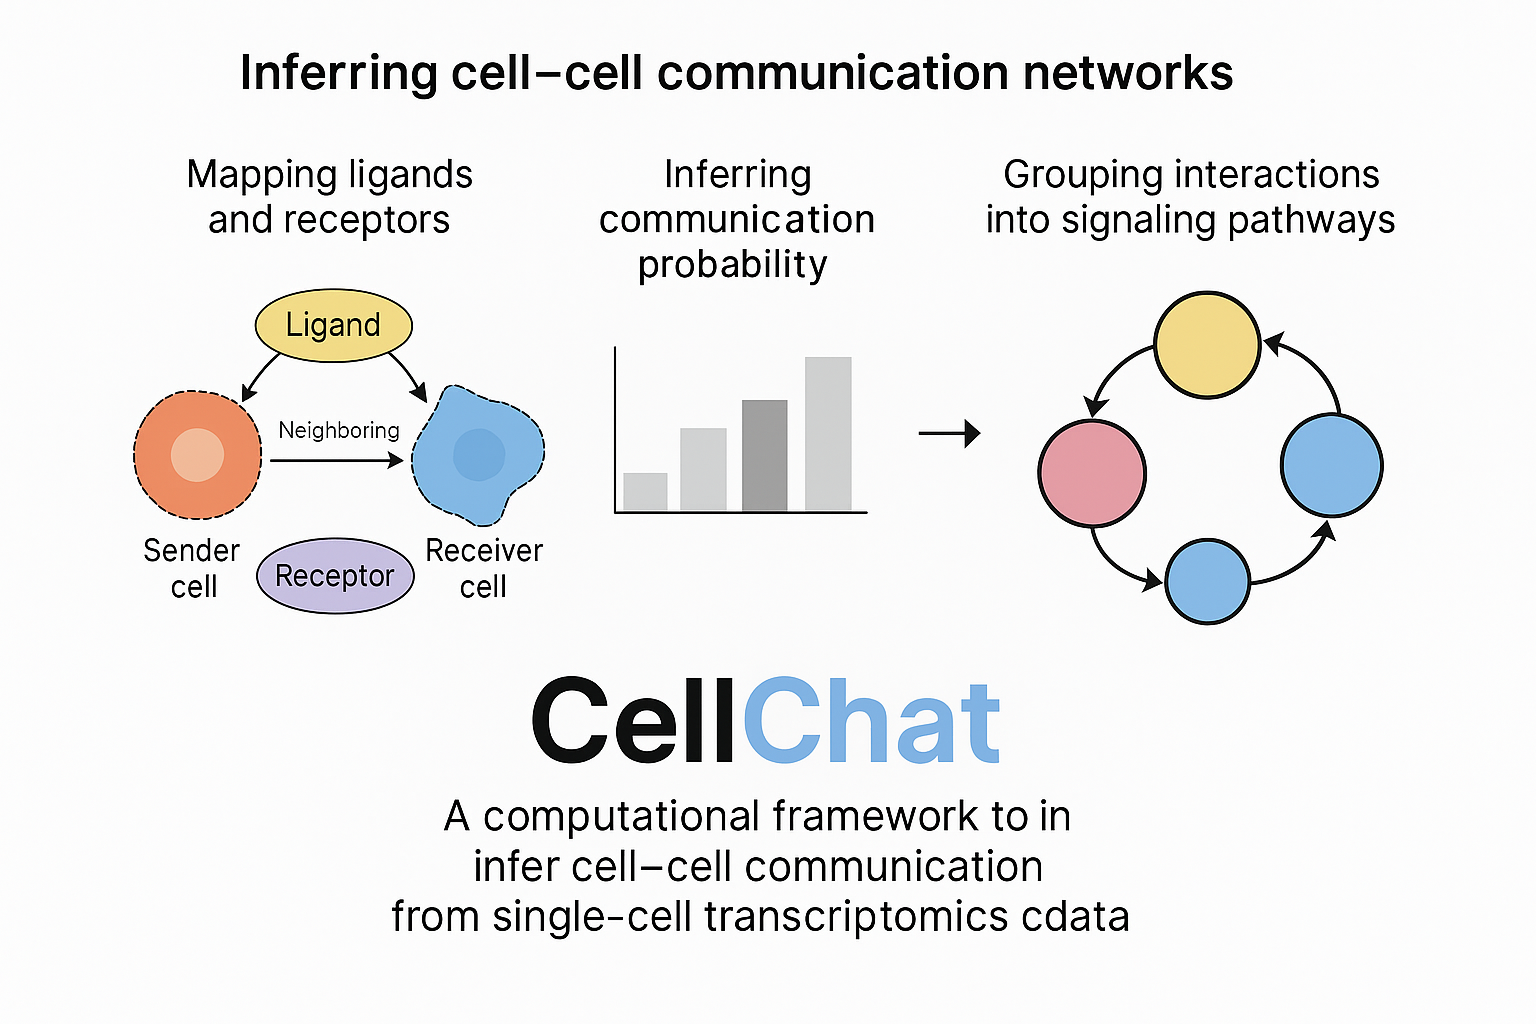 Inferring cell–cell communication networks
Mapping ligands
and receptors
Inferring
communication
probability
Grouping interactions
into signaling pathways
Ligand
Neighboring
Sender
cell
Receptor
Receiver
cell
CellChat
A computational framework to in
infer cell–cell communication
from single-cell transcriptomics cdata